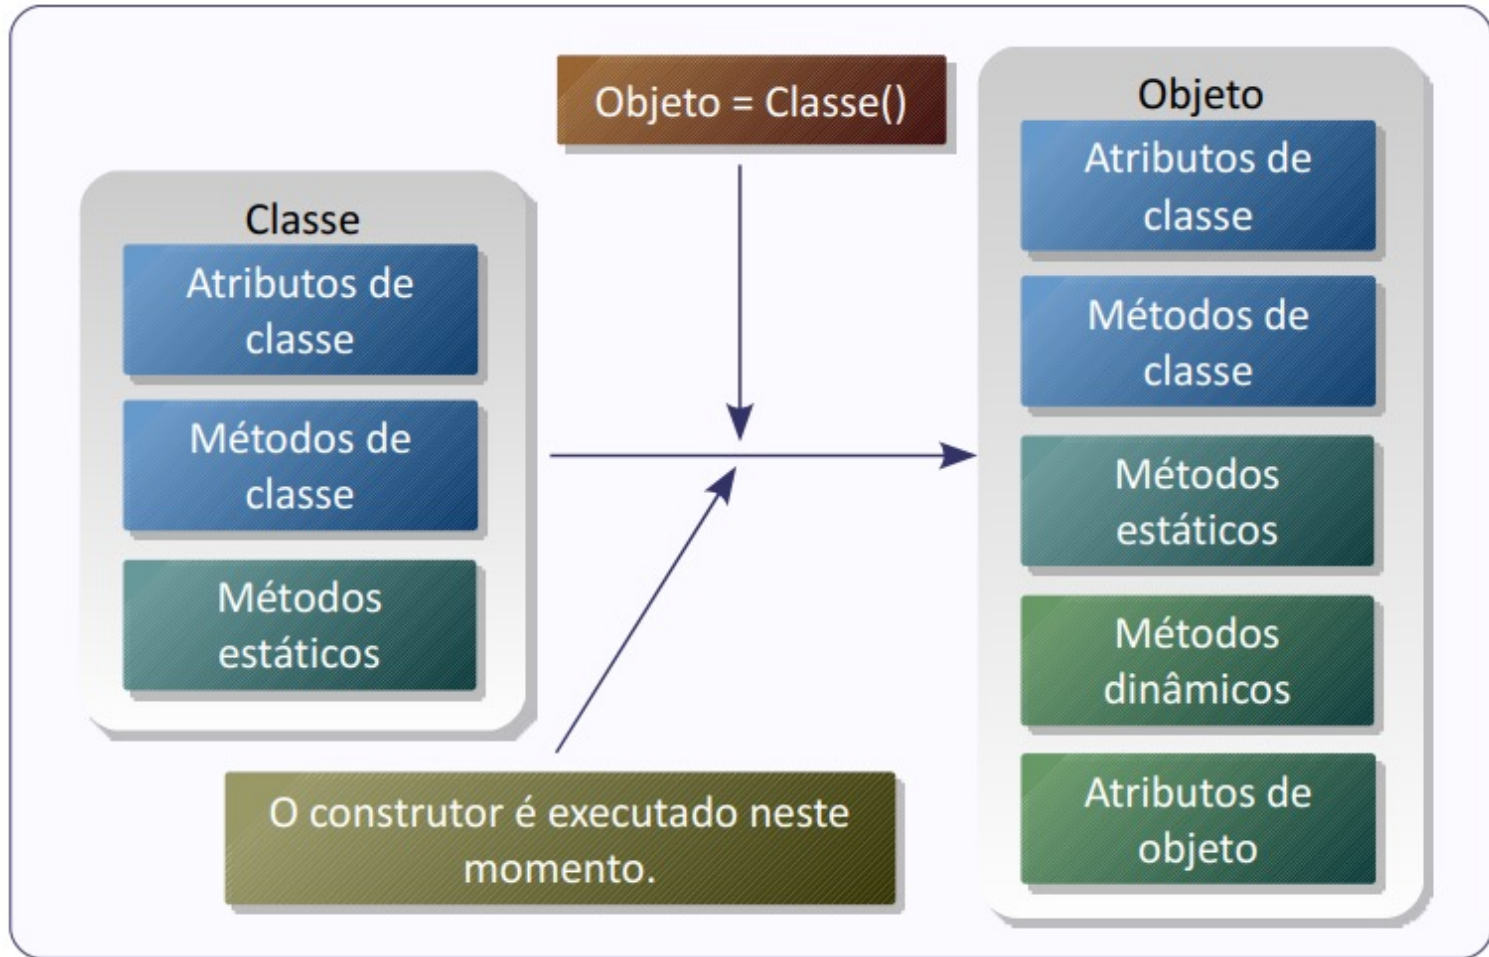 Objeto = Classe()
Classe
Atributos de
classe
Métodos de
classe
Métodos
estáticos
O construtor é executado neste
momento.
Objeto
Atributos de
classe
Métodos de
classe
Métodos
estáticos
Métodos
dinâmicos
Atributos de
objeto